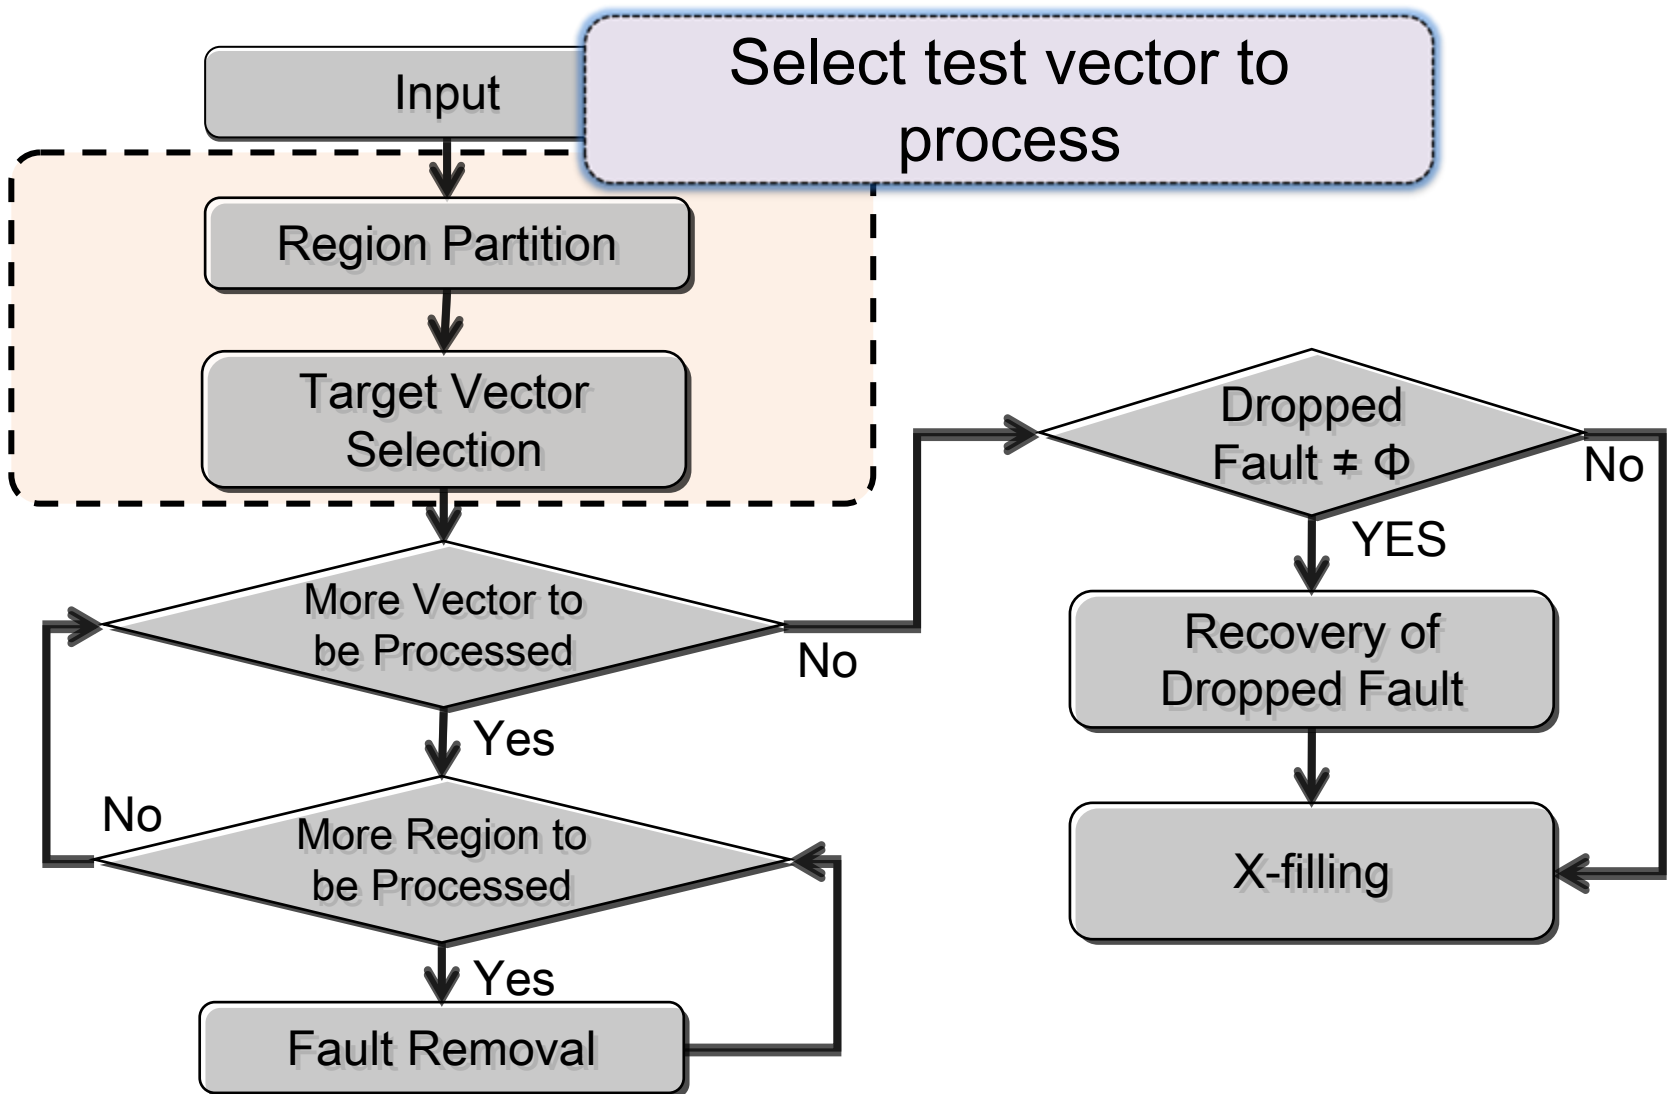 Select test vector to
process
Input
Region Partition
Target Vector
Selection
More Vector to
be Processed
No
Yes
More Region to
be Processed
No
Yes
Fault Removal
Dropped
Fault ≠ Φ
No
YES
Recovery of
Dropped Fault
X-filling